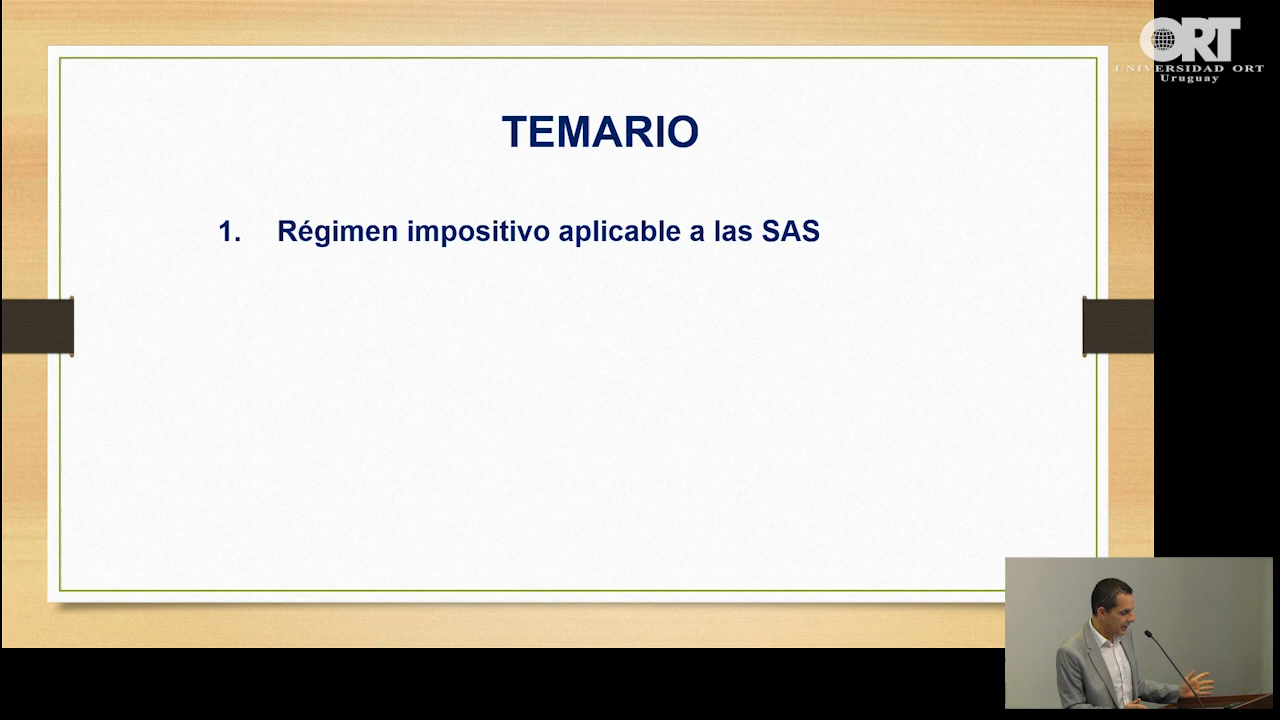 ORT
UNIVERSIDAD ORT
Uruguay
TEMARIO
1. Régimen impositivo aplicable a las SAS